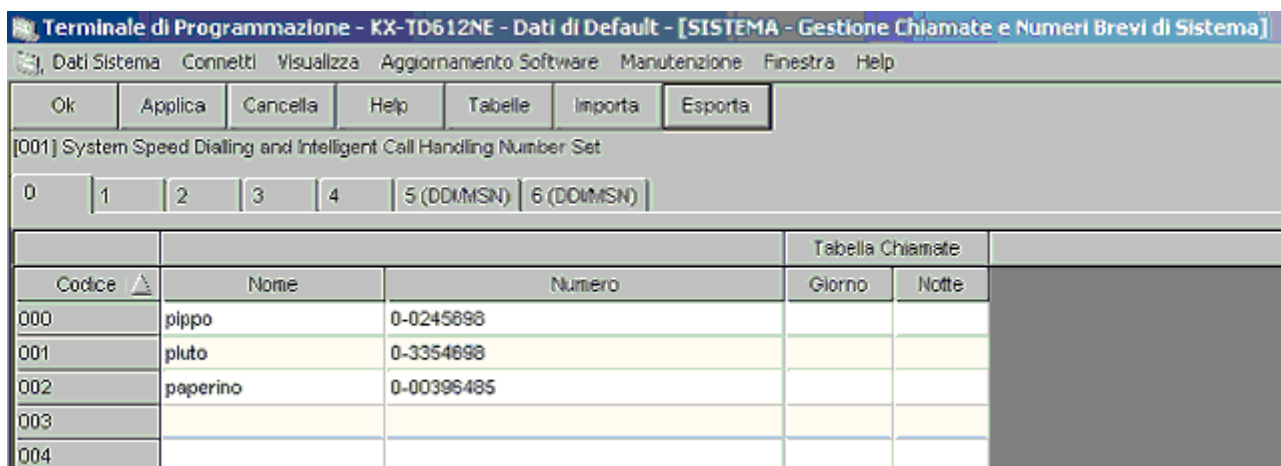 Terminale di Programmazione - KX-TD612NE - Dati di Default - [SISTEMA - Gestione Chiamate e Numeri Brevi di Sistema]
Dati Sistema Connetti Visualizza Aggiornamento Software Manutenzione Finestra Help
Ok Applica Cancella Help Tabelle Importa Esporta
[001] System Speed Dialling and Intelligent Call Handling Number Set
0 1 2 3 4 5 (DDI/MSN) 6 (DDI/MSN)
Tabella Chiamate
Codice Nome Numero Giorno Notte
000 pippo 0-0245698
001 pluto 0-3354698
002 paperino 0-00396485
003
004